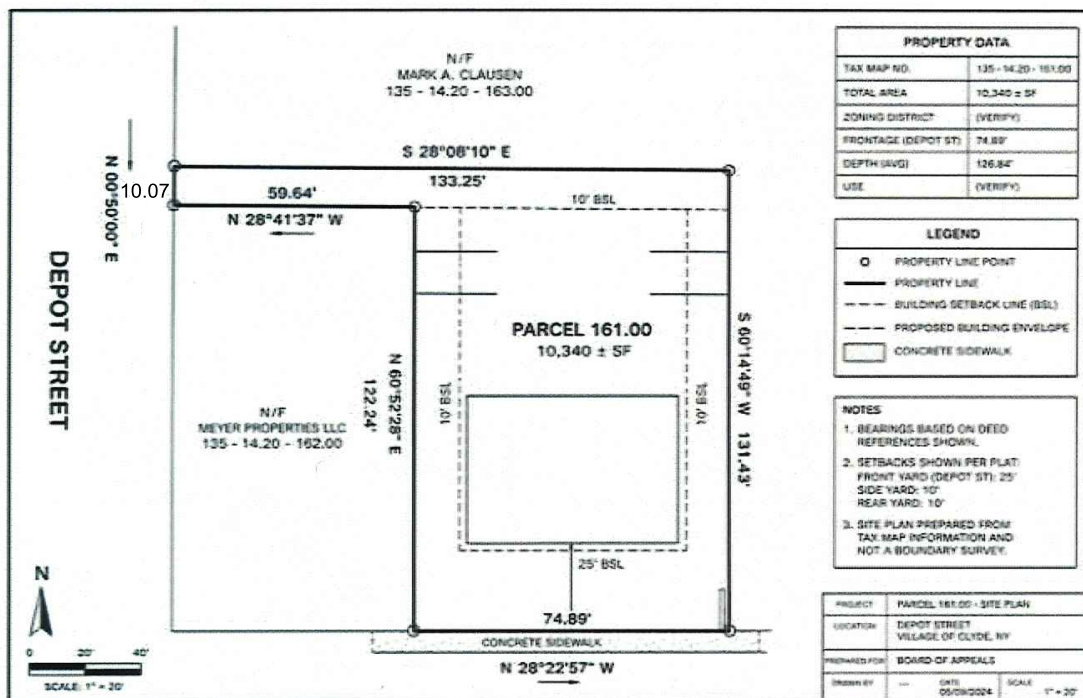 N/F
MARK A. CLAUSEN
135 - 14.20 - 163.00
S 28°08'10" E
133.25'
N 00°50'00" E
10.07
59.64'
N 28°41'37" W
10' BSL
DEPOT STREET
PARCEL 161.00
10,340 ± SF
N 60°52'28" E
122.24'
10' BSL
10' BSL
S 60°14'49" W 131.43'
N/F
MEYER PROPERTIES LLC
135 - 14.20 - 162.00
25' BSL
74.89'
CONCRETE SIDEWALK
N 28°22'57" W
N
0 20' 40'
SCALE: 1" = 20'
PROPERTY DATA
TAX MAP NO. 135 - 14.20 - 161.00
TOTAL AREA 10,340 ± SF
ZONING DISTRICT (VERIFY)
FRONTAGE (DEPOT ST) 74.89'
DEPTH (AVG) 126.84'
USE (VERIFY)
LEGEND
PROPERTY LINE POINT
PROPERTY LINE
BUILDING SETBACK LINE (BSL)
PROPOSED BUILDING ENVELOPE
CONCRETE SIDEWALK
NOTES
1. BEARINGS BASED ON DEED
REFERENCES SHOWN.
2. SETBACKS SHOWN PER PLAT:
FRONT YARD (DEPOT ST): 25'
SIDE YARD: 10'
REAR YARD: 10'
3. SITE PLAN PREPARED FROM
TAX MAP INFORMATION AND
NOT A BOUNDARY SURVEY.
PROJECT PARCEL 161.00 - SITE PLAN
LOCATION DEPOT STREET
VILLAGE OF CLYDE, NY
PREPARED FOR BOARD OF APPEALS
DRAWN BY --- DATE SCALE
1" = 20'